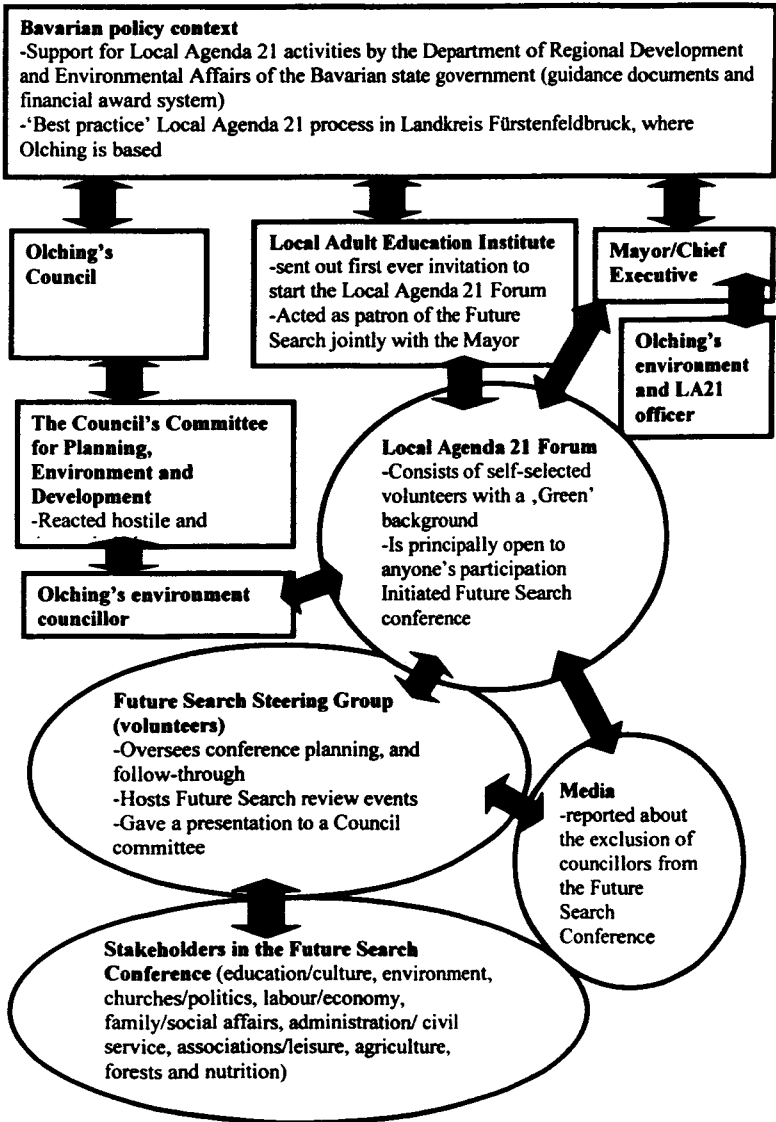 Bavarian policy context
-Support for Local Agenda 21 activities by the Department of Regional Development
and Environmental Affairs of the Bavarian state government (guidance documents and
financial award system)
-‘Best practice’ Local Agenda 21 process in Landkreis Fürstenfeldbruck, where
Olching is based
Olching’s
Council
Local Adult Education Institute
-sent out first ever invitation to
start the Local Agenda 21 Forum
-Acted as patron of the Future
Search jointly with the Mayor
Mayor/Chief
Executive
Olching’s
environment
and LA21
officer
The Council’s Committee
for Planning,
Environment and
Development
-Reacted hostile and
Local Agenda 21 Forum
-Consists of self-selected
volunteers with a ‚Green’
background
-Is principally open to
anyone’s participation
Initiated Future Search
conference
Olching’s environment
councillor
Future Search Steering Group
(volunteers)
-Oversees conference planning, and
follow-through
-Hosts Future Search review events
-Gave a presentation to a Council
committee
Media
-reported about
the exclusion of
councillors from
the Future
Search
Conference
Stakeholders in the Future Search
Conference (education/culture, environment,
churches/politics, labour/economy,
family/social affairs, administration/ civil
service, associations/leisure, agriculture,
forests and nutrition)